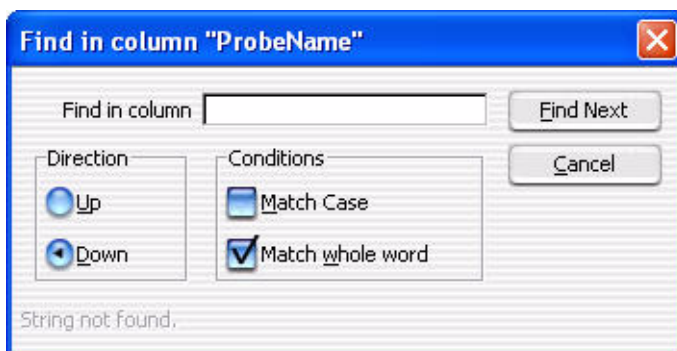 Find in column "ProbeName"
Find in column
Find Next
Direction
Conditions
Cancel
Up
Match Case
Down
Match whole word
String not found.